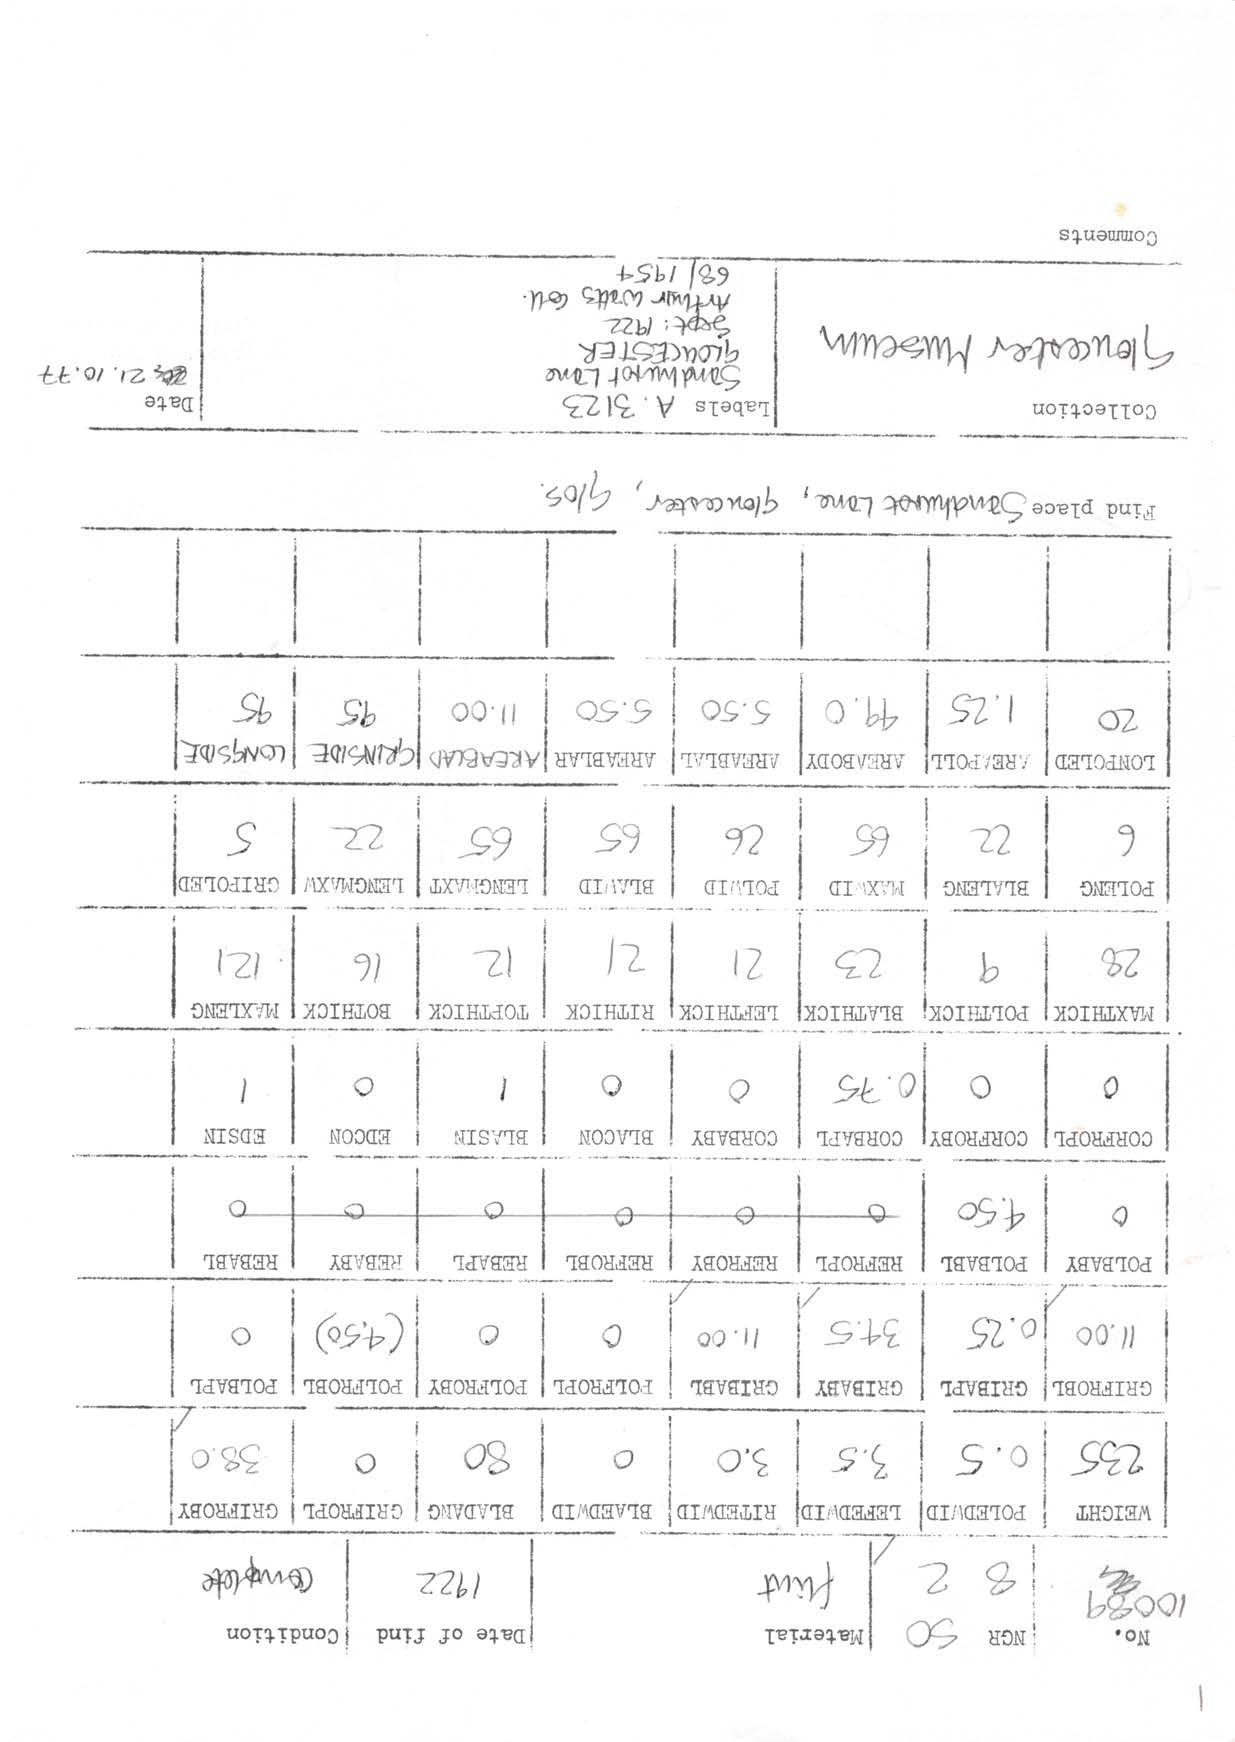 1
No. NGR SO Material Date of find Condition
10089 8 2 flint 1922 Complete
WEIGHT POLEDWID LEFEDWID RITEDWID BLAEDWID BLADANG GRIFROPL GRIFROBY
235 0.5 3.5 3.0 0 80 0 38.0
GRIFROBL GRIBAPL GRIBABY GRIBABL POLFROPL POLFROBY POLFROBL POLBAPL
11.00 0.25 34.5 11.00 0 0 (4.50) 0
POLBABY POLBABL REFROPL REFROBY REFROBL REBAPL REBABY REBABL
0 4.50 0 0 0 0 0 0
CORFROPL CORFROBY CORBAPL CORBABY BLACON BLASIN EDCON EDSIN
0 0 0.75 0 0 1 0 1
MAXTHICK POLTHICK BLATHICK LEFTHICK RITHICK TOPTHICK BOTHICK MAXLENG
28 9 23 21 21 12 16 121
POLENG BLALENG MAXWID POLWID BLAWID LENGMAXT LENGMAXW GRIPOLED
6 22 65 26 65 65 22 5
LONPOLED AREAPOLL AREABODY AREABLAL AREABLAR AREABLAD GRINSIDE LONGSIDE
20 1.25 49.0 5.50 5.50 11.00 95 95
Find place Sandhurst Lane, Gloucester, Glos.
Collection Labels A.3123 Date
Sandhurst Lane 21.10.77
Gloucester Museum GLOUCESTER
Sept: 1922
Arthur Watts Coll.
68/1954
Comments